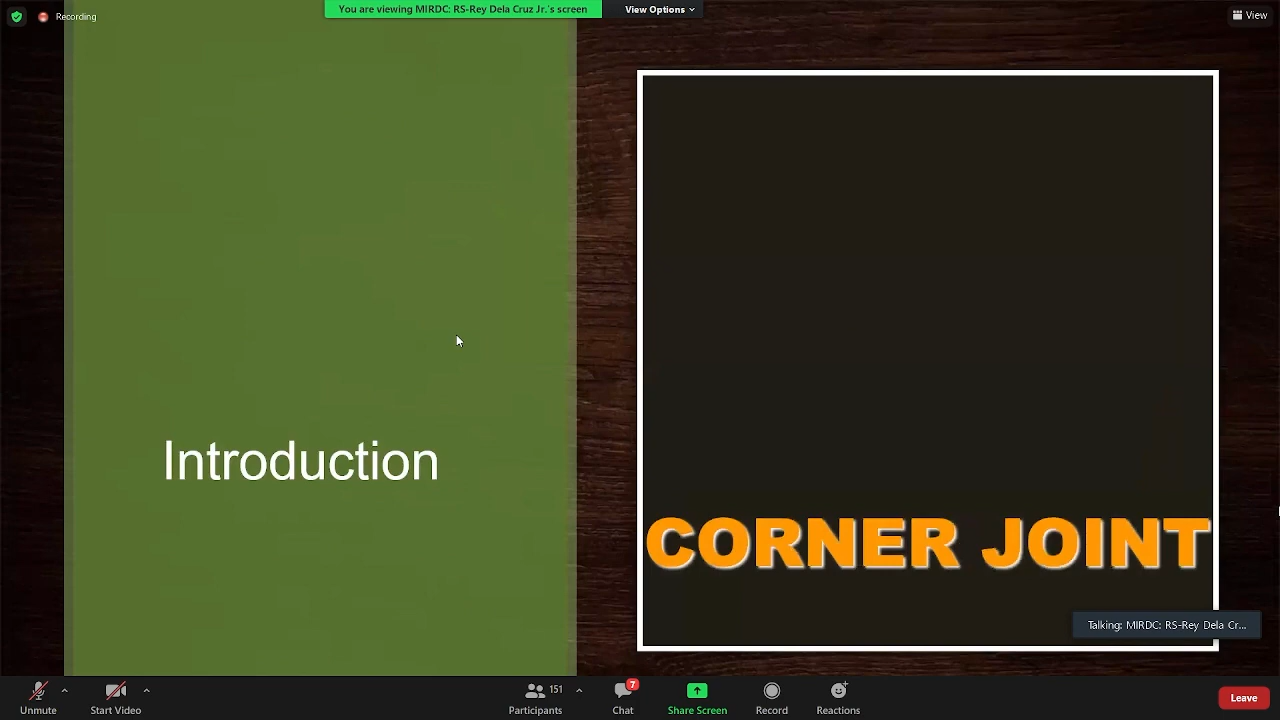 Recording
You are viewing MIRDC: RS-Rey Dela Cruz Jr.'s screen
View Options
View
Introduction
CORNER JOINT
Talking: MIRDC: RS-Rey Dela Cr...
Unmute
Start Video
151
Participants
7
Chat
Share Screen
Record
Reactions
Leave